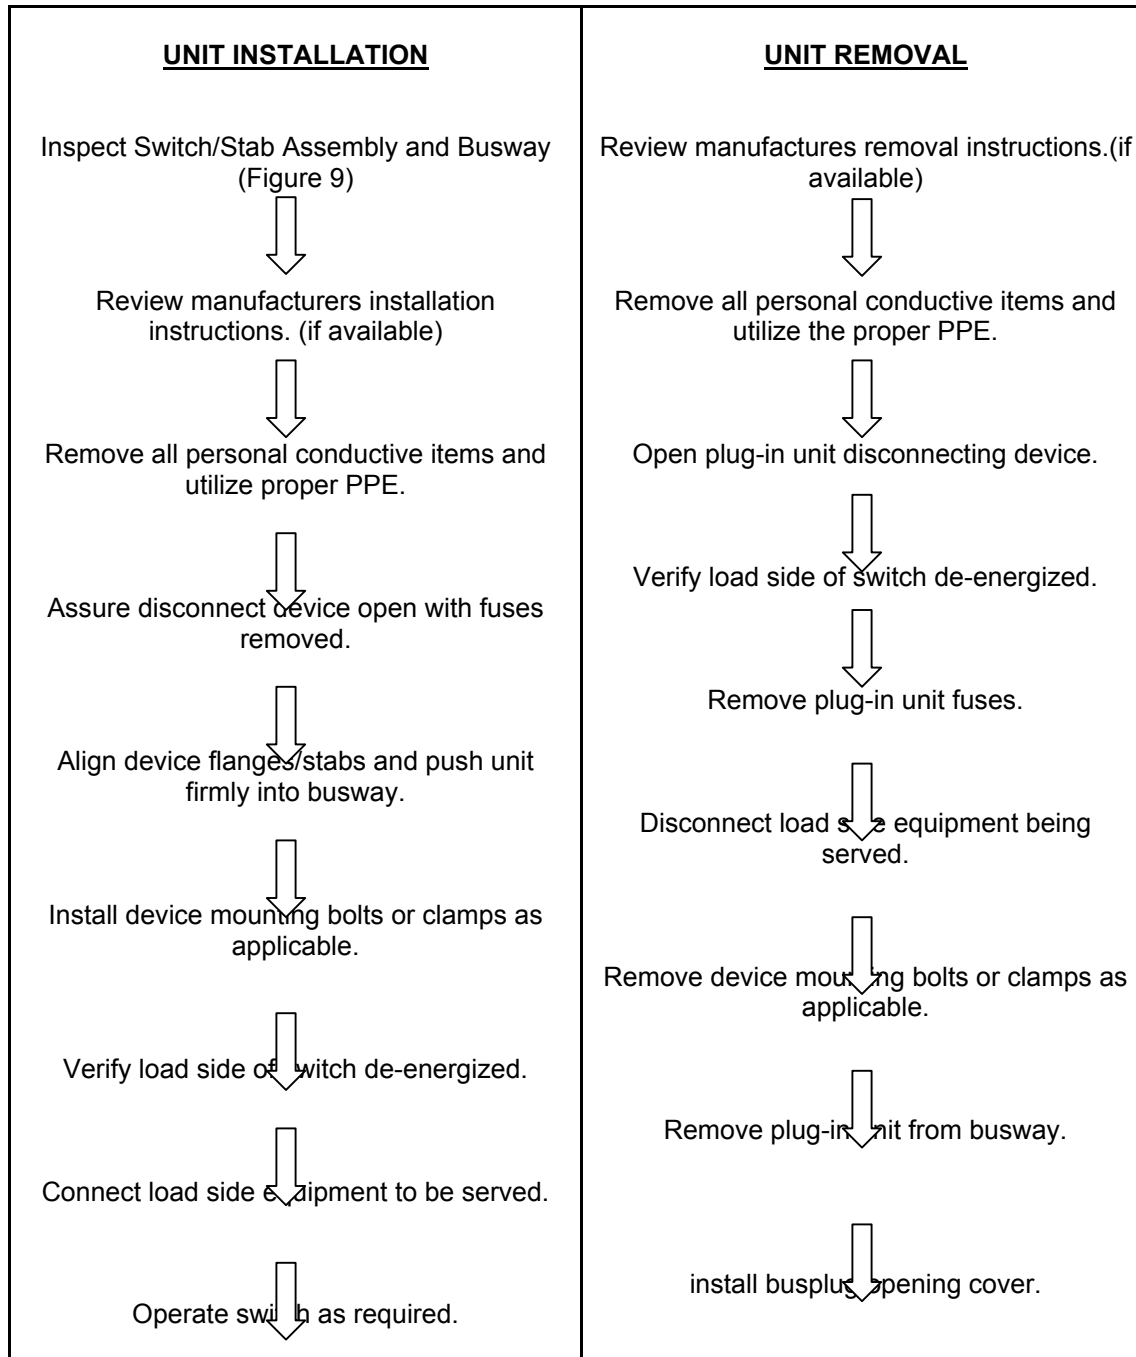 UNIT INSTALLATION
Inspect Switch/Stab Assembly and Busway
(Figure 9)
Review manufacturers installation
instructions. (if available)
Remove all personal conductive items and
utilize proper PPE.
Assure disconnect device open with fuses
removed.
Align device flanges/stabs and push unit
firmly into busway.
Install device mounting bolts or clamps as
applicable.
Verify load side of switch de-energized.
Connect load side equipment to be served.
Operate switch as required.
UNIT REMOVAL
Review manufactures removal instructions.(if
available)
Remove all personal conductive items and
utilize the proper PPE.
Open plug-in unit disconnecting device.
Verify load side of switch de-energized.
Remove plug-in unit fuses.
Disconnect load side equipment being
served.
Remove device mounting bolts or clamps as
applicable.
Remove plug-in unit from busway.
install busplug opening cover.